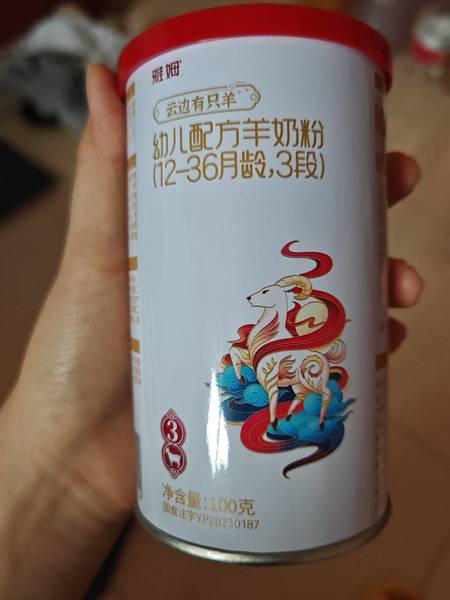 雅姆
云边有只羊
幼儿配方羊奶粉
(12-36月龄,3段)
3
净含量:100克
国食注字YP20230187